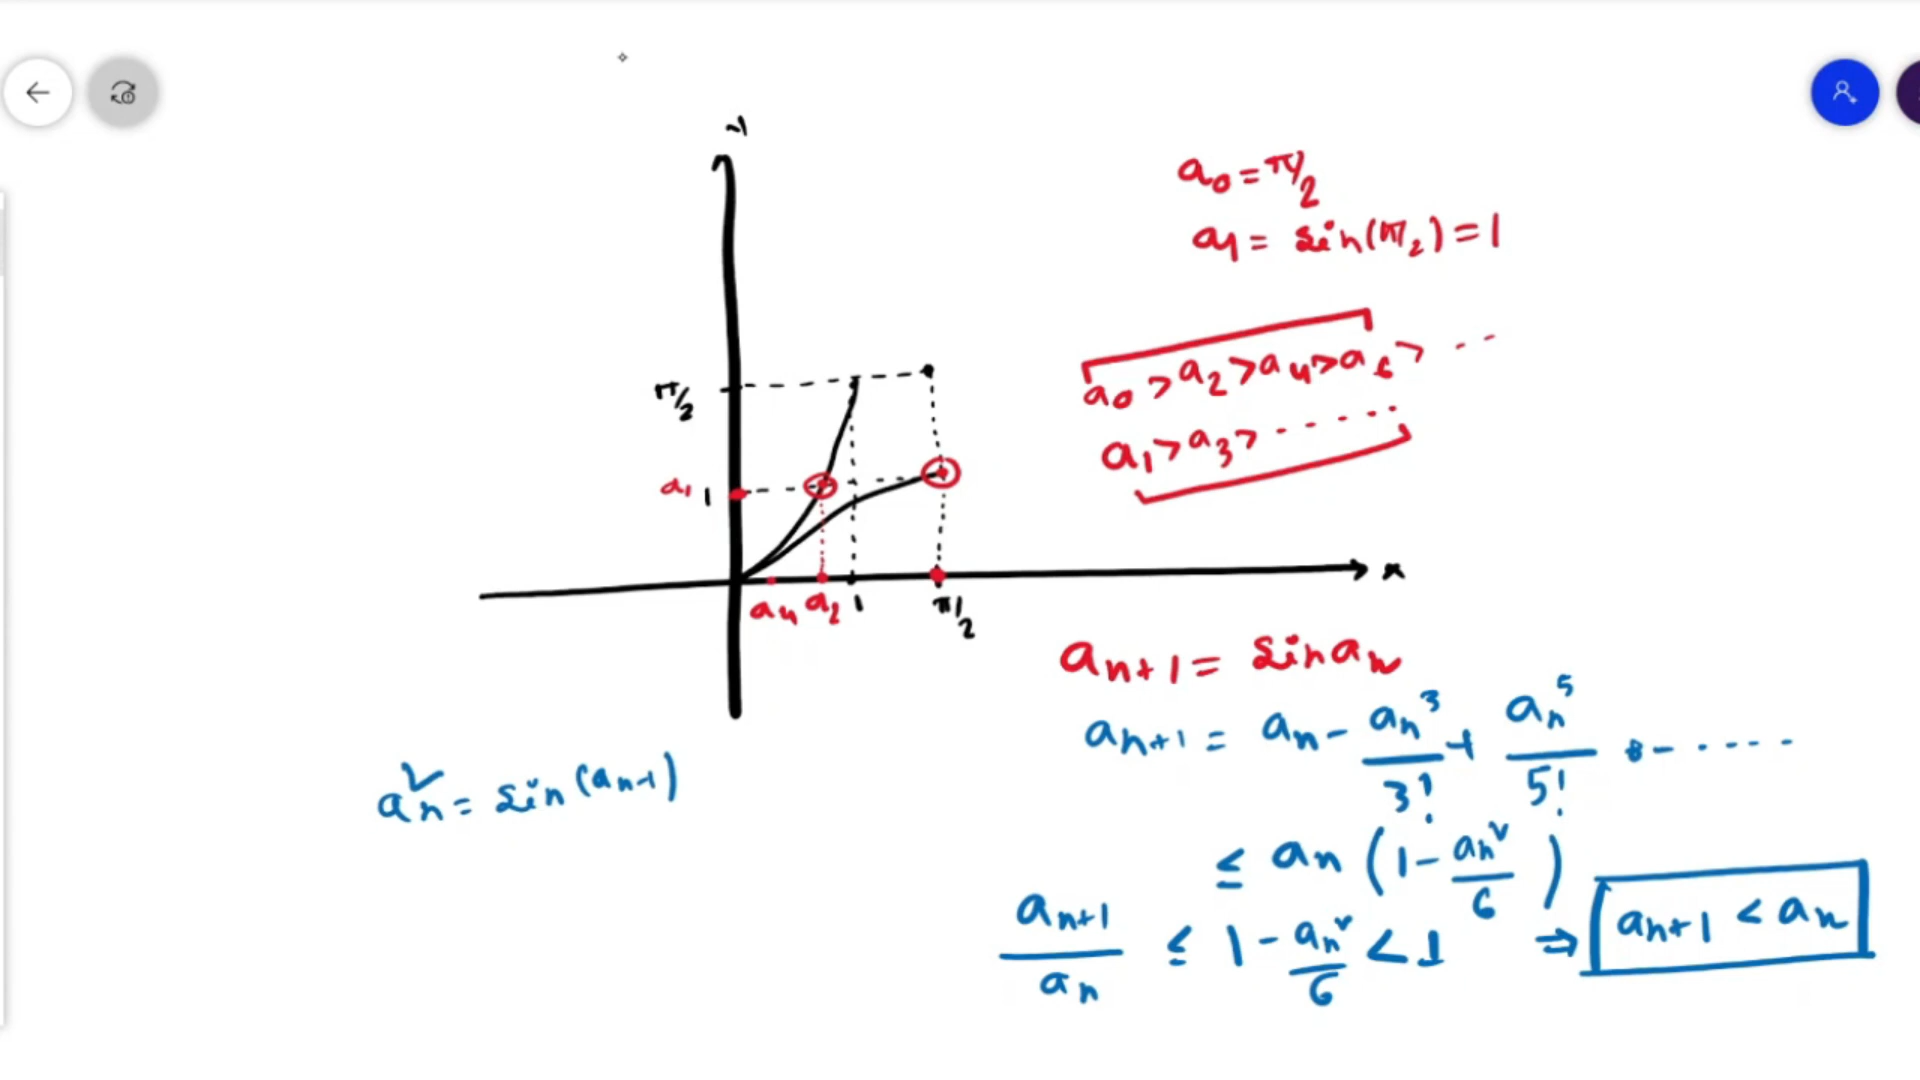 y
a₀ = π/2
a₁ = sin(π/2) = 1
a₀ > a₂ > a₄ > a₆ > ...
a₁ > a₃ > ......
π/2
a₁ 1
a₄ a₂ 1 π/2
x
aₙ₊₁ = sin aₙ
aₙ₊₁ = aₙ - aₙ³/3! + aₙ⁵/5! - .....
aₙ = sin(aₙ₋₁)
≤ aₙ (1 - aₙ²/6)
aₙ₊₁/aₙ ≤ 1 - aₙ²/6 < 1 ⇒ aₙ₊₁ < aₙ